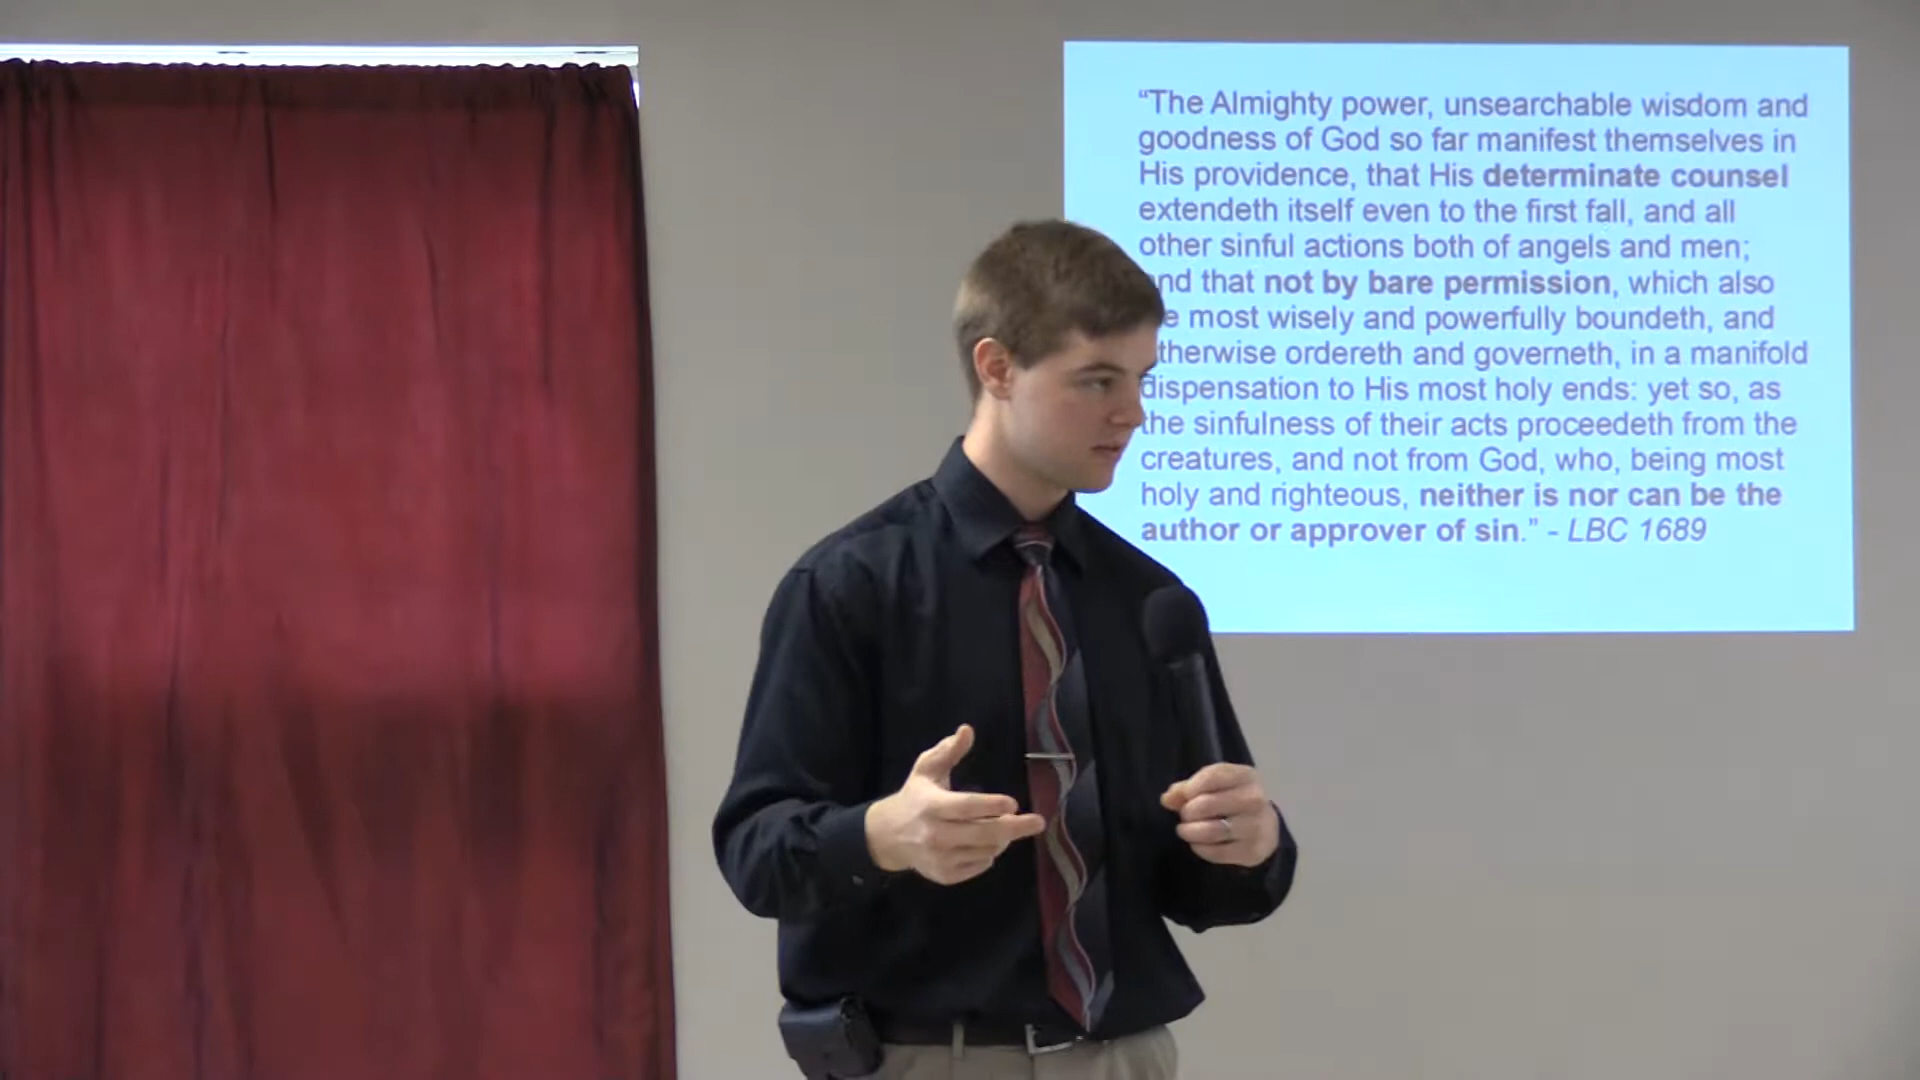 “The Almighty power, unsearchable wisdom and
goodness of God so far manifest themselves in
His providence, that His determinate counsel
extendeth itself even to the first fall, and all
other sinful actions both of angels and men;
nd that not by bare permission, which also
e most wisely and powerfully boundeth, and
therwise ordereth and governeth, in a manifold
dispensation to His most holy ends: yet so, as
the sinfulness of their acts proceedeth from the
creatures, and not from God, who, being most
holy and righteous, neither is nor can be the
author or approver of sin.” - LBC 1689